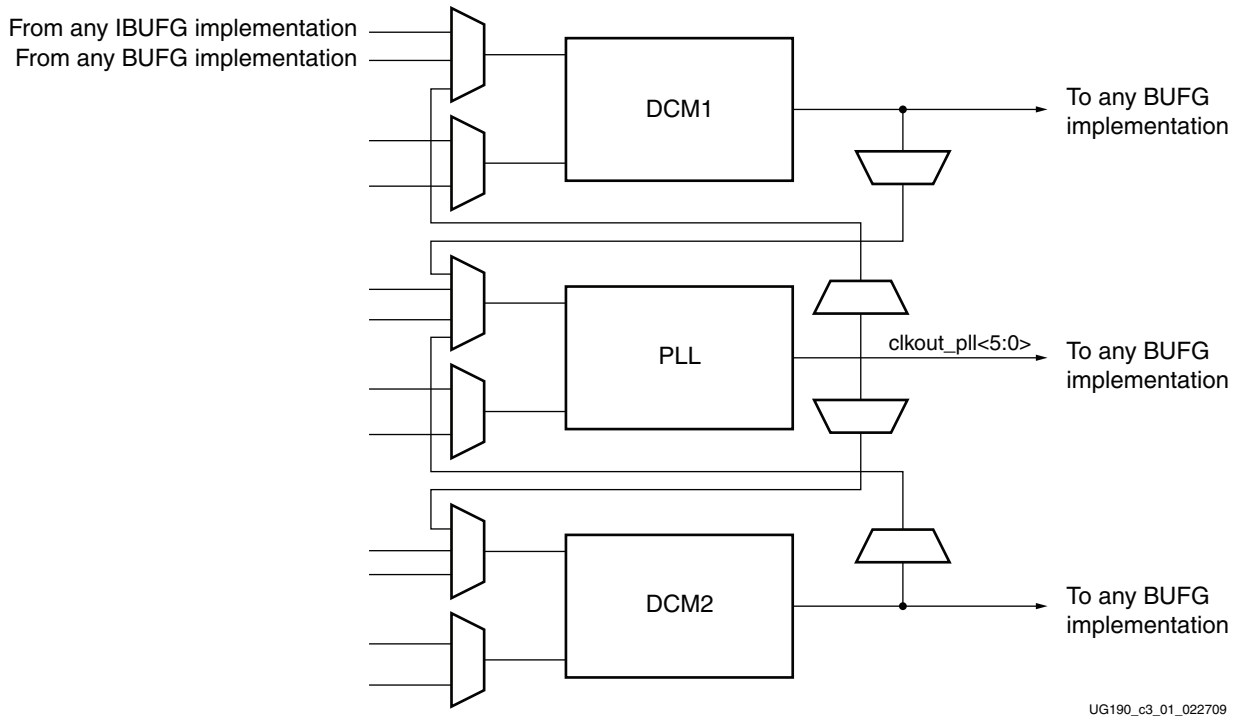 From any IBUFG implementation
From any BUFG implementation
DCM1
To any BUFG
implementation
PLL
clkout_pll<5:0>
To any BUFG
implementation
DCM2
To any BUFG
implementation
UG190_c3_01_022709